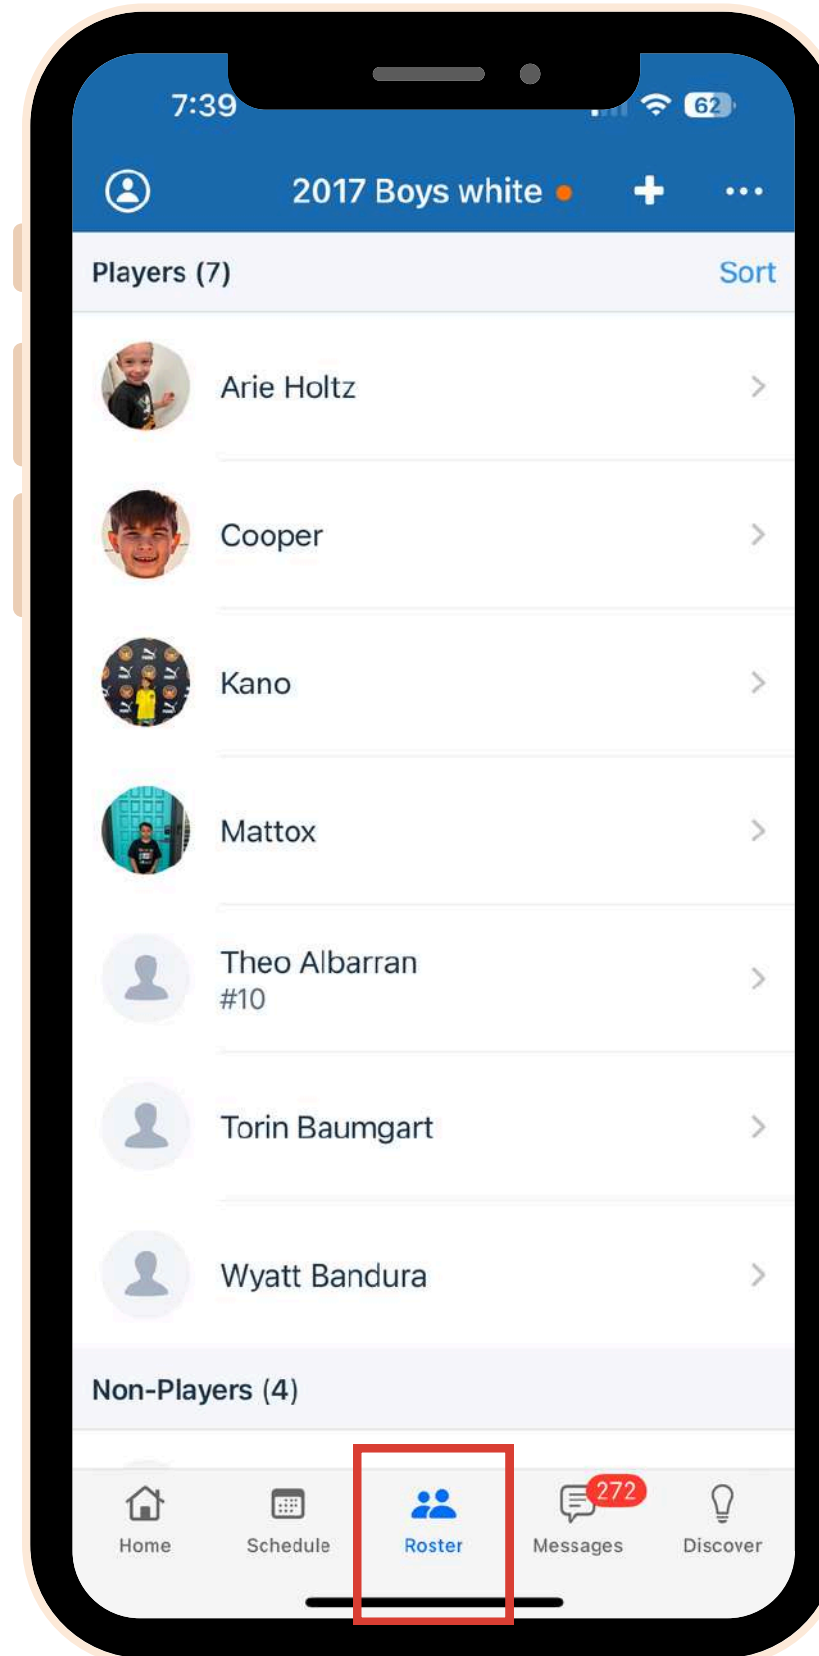 7:39
62
2017 Boys white
Players (7)
Sort
Arie Holtz
Cooper
Kano
Mattox
Theo Albarran
#10
Torin Baumgart
Wyatt Bandura
Non-Players (4)
272
Home
Schedule
Roster
Messages
Discover